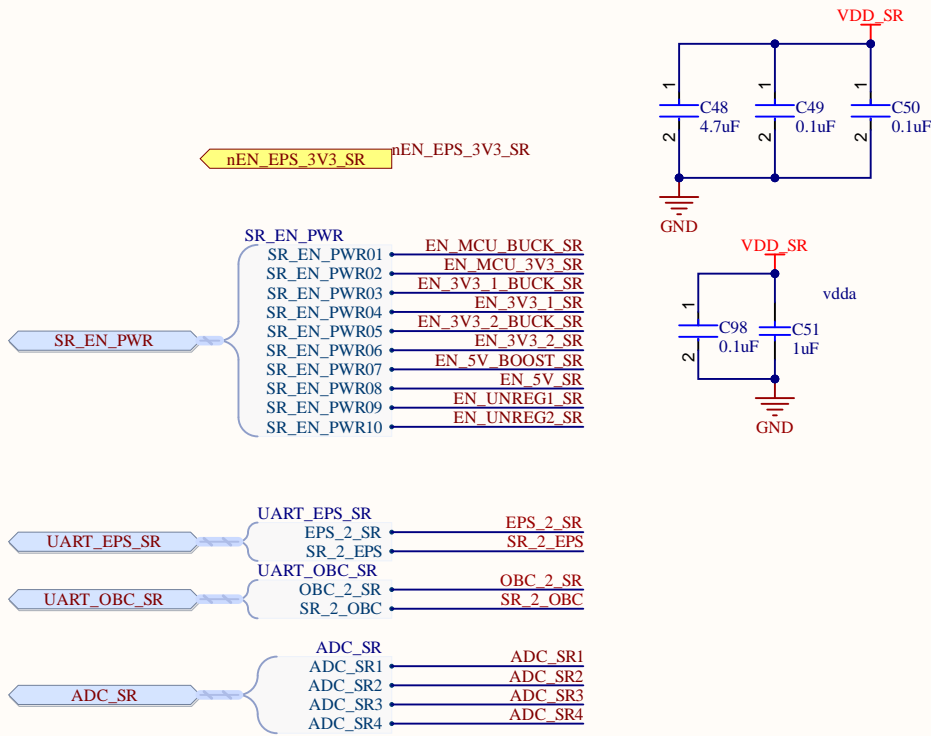 VDD_SR
1
1
1
C48
4.7uF
C49
0.1uF
C50
0.1uF
2
2
2
GND
nEN_EPS_3V3_SR
nEN_EPS_3V3_SR
VDD_SR
vdda
1
C98
0.1uF
2
C51
1uF
GND
SR_EN_PWR
SR_EN_PWR
SR_EN_PWR01 EN_MCU_BUCK_SR
SR_EN_PWR02 EN_MCU_3V3_SR
SR_EN_PWR03 EN_3V3_1_BUCK_SR
SR_EN_PWR04 EN_3V3_1_SR
SR_EN_PWR05 EN_3V3_2_BUCK_SR
SR_EN_PWR06 EN_3V3_2_SR
SR_EN_PWR07 EN_5V_BOOST_SR
SR_EN_PWR08 EN_5V_SR
SR_EN_PWR09 EN_UNREG1_SR
SR_EN_PWR10 EN_UNREG2_SR
UART_EPS_SR
UART_EPS_SR
EPS_2_SR EPS_2_SR
SR_2_EPS SR_2_EPS
UART_OBC_SR
UART_OBC_SR
OBC_2_SR OBC_2_SR
SR_2_OBC SR_2_OBC
ADC_SR
ADC_SR
ADC_SR1 ADC_SR1
ADC_SR2 ADC_SR2
ADC_SR3 ADC_SR3
ADC_SR4 ADC_SR4